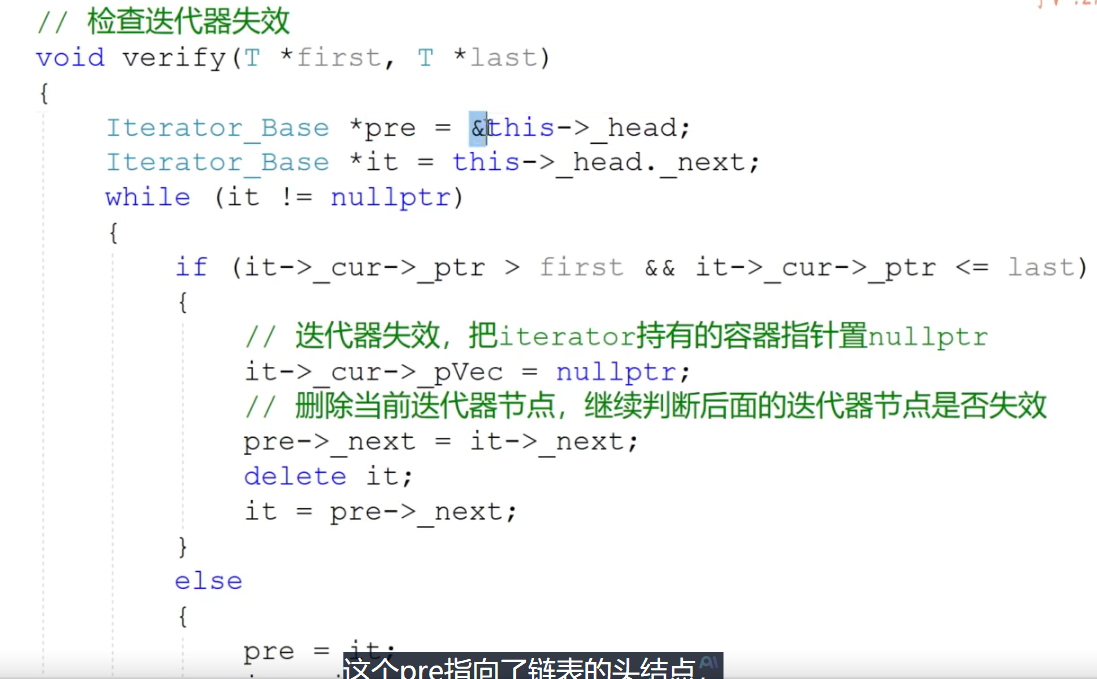 // 检查迭代器失效
void verify(T *first, T *last)
{
Iterator_Base *pre = &this->_head;
Iterator_Base *it = this->_head._next;
while (it != nullptr)
{
if (it->_cur->_ptr > first && it->_cur->_ptr <= last)
{
// 迭代器失效，把iterator持有的容器指针置nullptr
it->_cur->_pVec = nullptr;
// 删除当前迭代器节点，继续判断后面的迭代器节点是否失效
pre->_next = it->_next;
delete it;
it = pre->_next;
}
else
{
pre = it;
这个pre指向了链表的头结点，